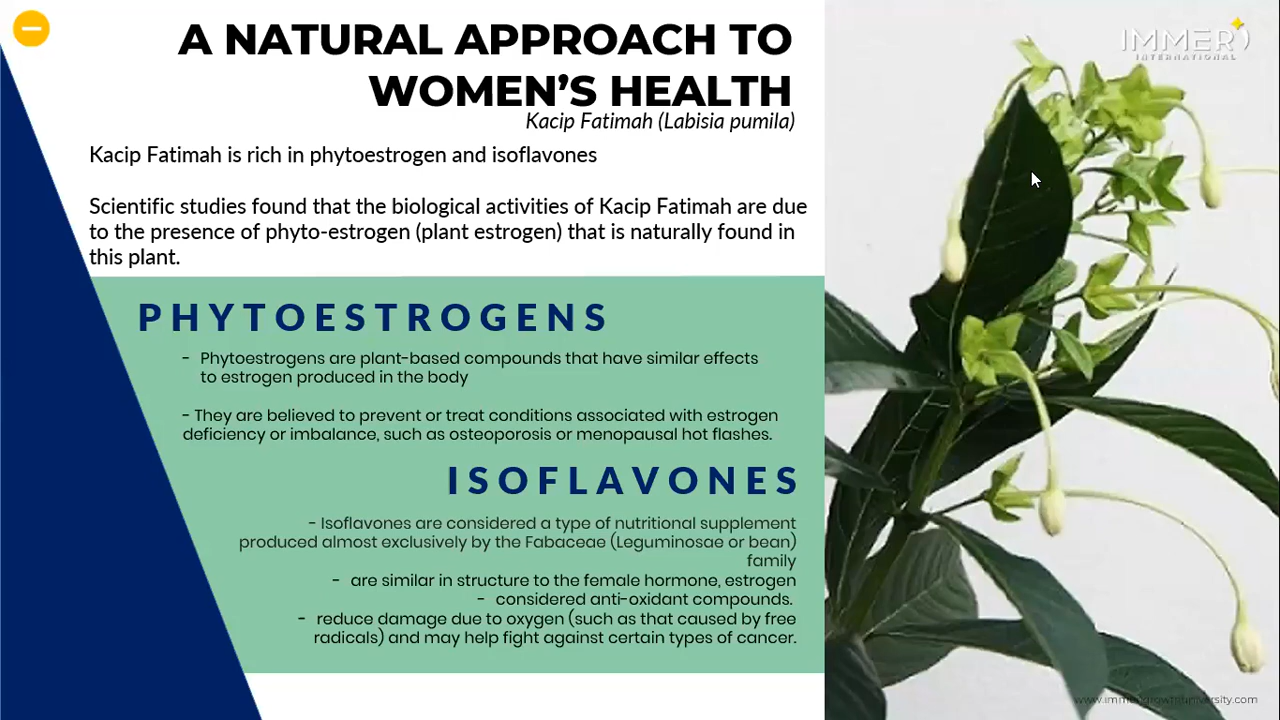 A NATURAL APPROACH TO
WOMEN'S HEALTH
Kacip Fatimah (Labisia pumila)
Kacip Fatimah is rich in phytoestrogen and isoflavones
Scientific studies found that the biological activities of Kacip Fatimah are due
to the presence of phyto-estrogen (plant estrogen) that is naturally found in
this plant.
PHYTOESTROGENS
- Phytoestrogens are plant-based compounds that have similar effects
to estrogen produced in the body
- They are believed to prevent or treat conditions associated with estrogen
deficiency or imbalance, such as osteoporosis or menopausal hot flashes.
ISOFLAVONES
- Isoflavones are considered a type of nutritional supplement
produced almost exclusively by the Fabaceae (Leguminosae or bean)
family
- are similar in structure to the female hormone, estrogen
- considered anti-oxidant compounds.
- reduce damage due to oxygen (such as that caused by free
radicals) and may help fight against certain types of cancer.
IMMER
INTERNATIONAL